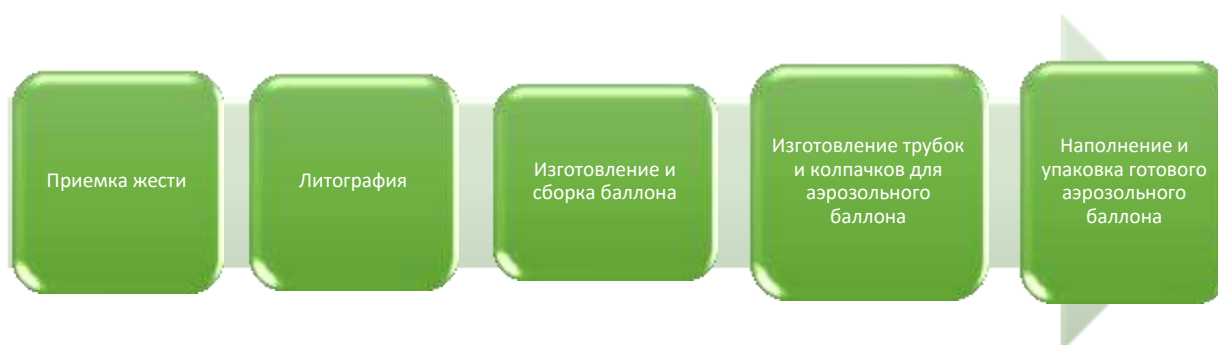 Приемка жести
Литография
Изготовление и
сборка баллона
Изготовление трубок
и колпачков для
аэрозольного
баллона
Наполнение и
упаковка готового
аэрозольного
баллона